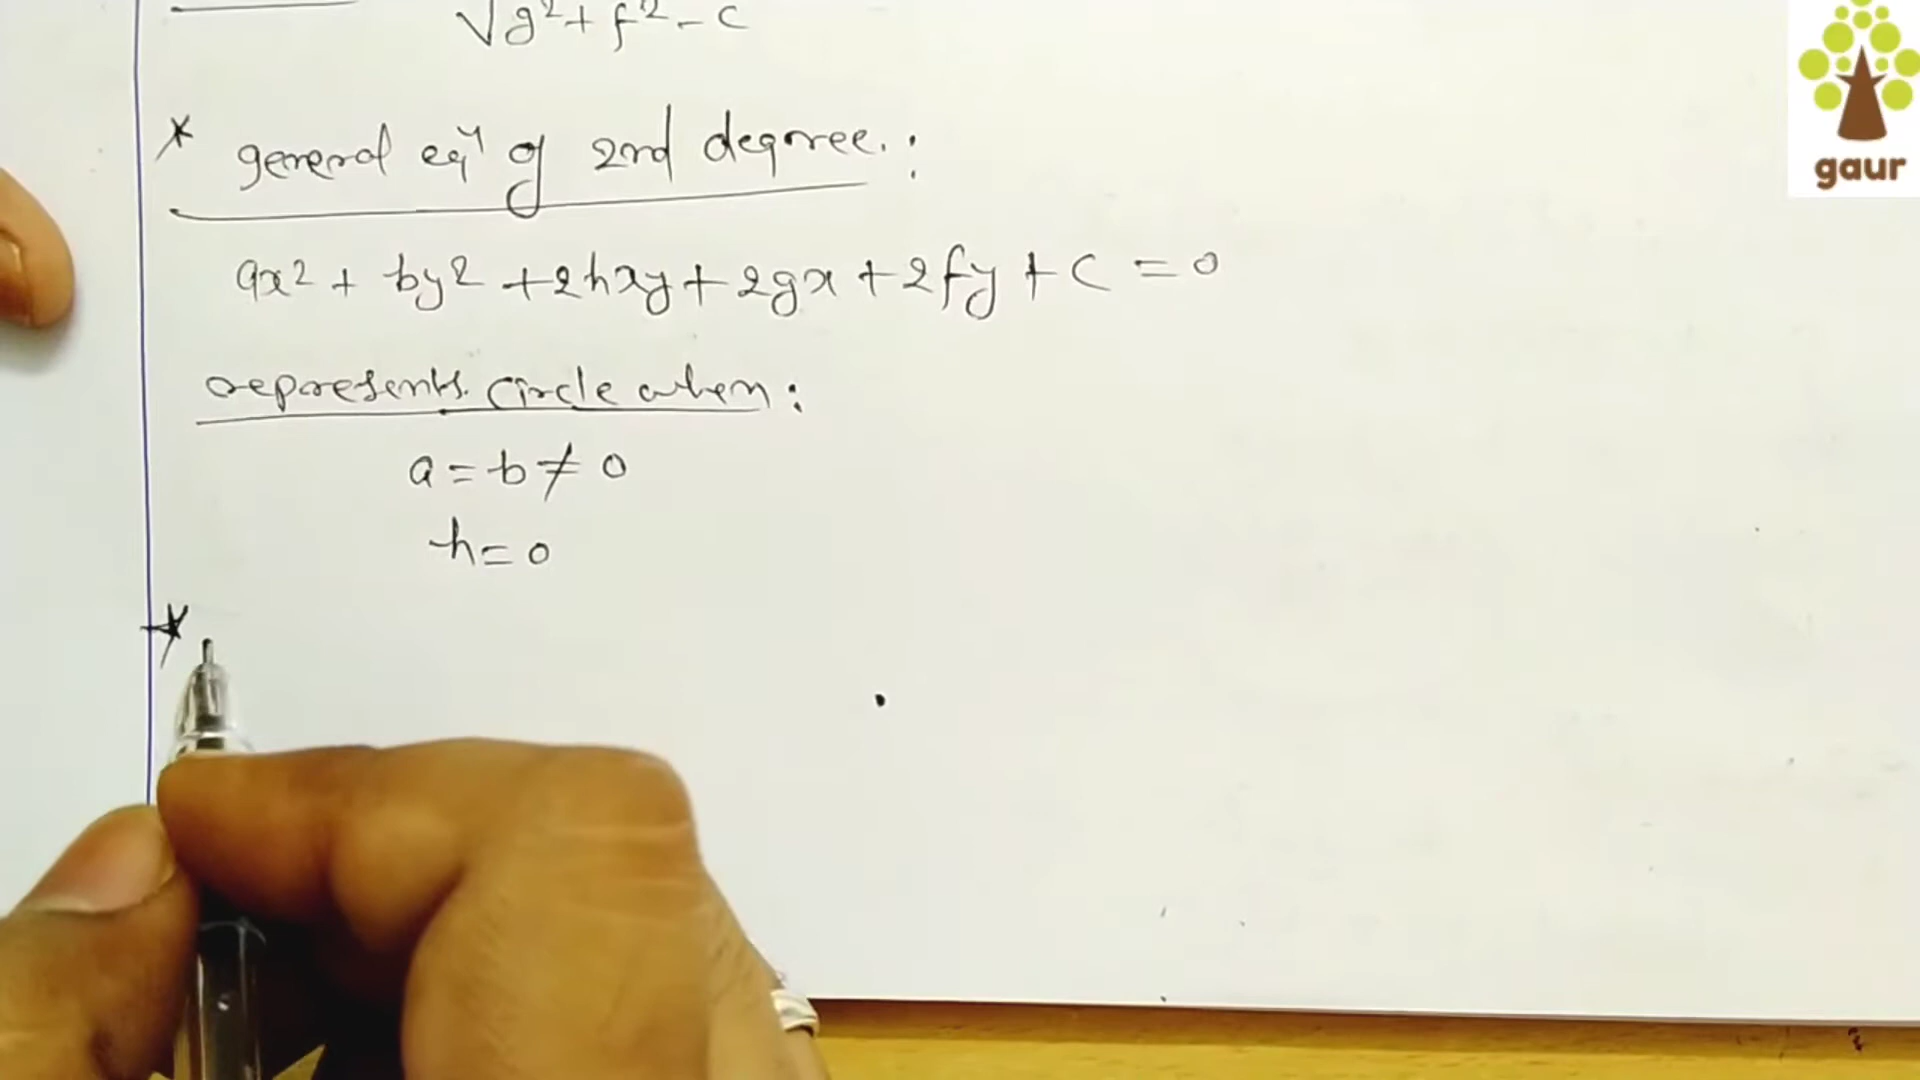 √g²+f²-c
* general eqⁿ of 2nd degree. :
ax² + by² + 2hxy + 2gx + 2fy + c = 0
represents. circle when :
a = b ≠ 0
h = 0
*
gaur